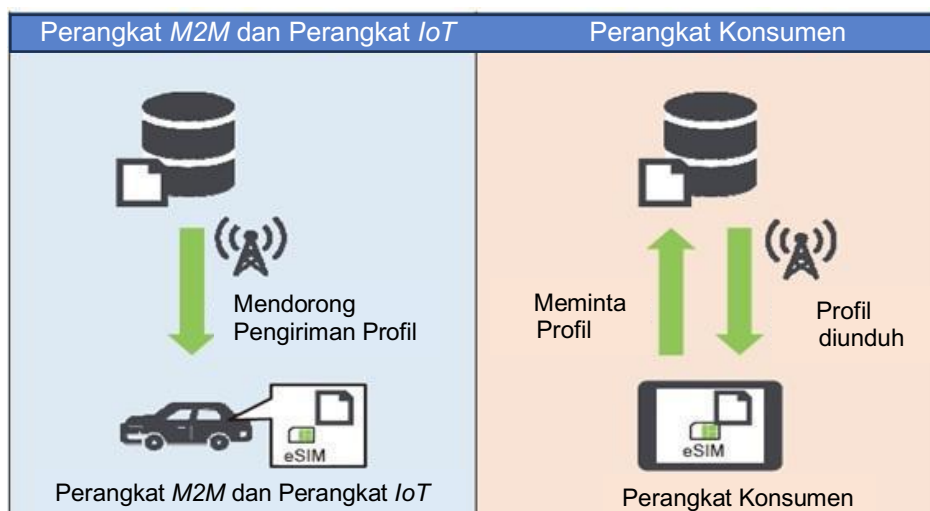 Perangkat M2M dan Perangkat IoT
Perangkat Konsumen
Mendorong
Pengiriman Profil
Meminta
Profil
Profil
diunduh
eSIM
eSIM
Perangkat M2M dan Perangkat IoT
Perangkat Konsumen